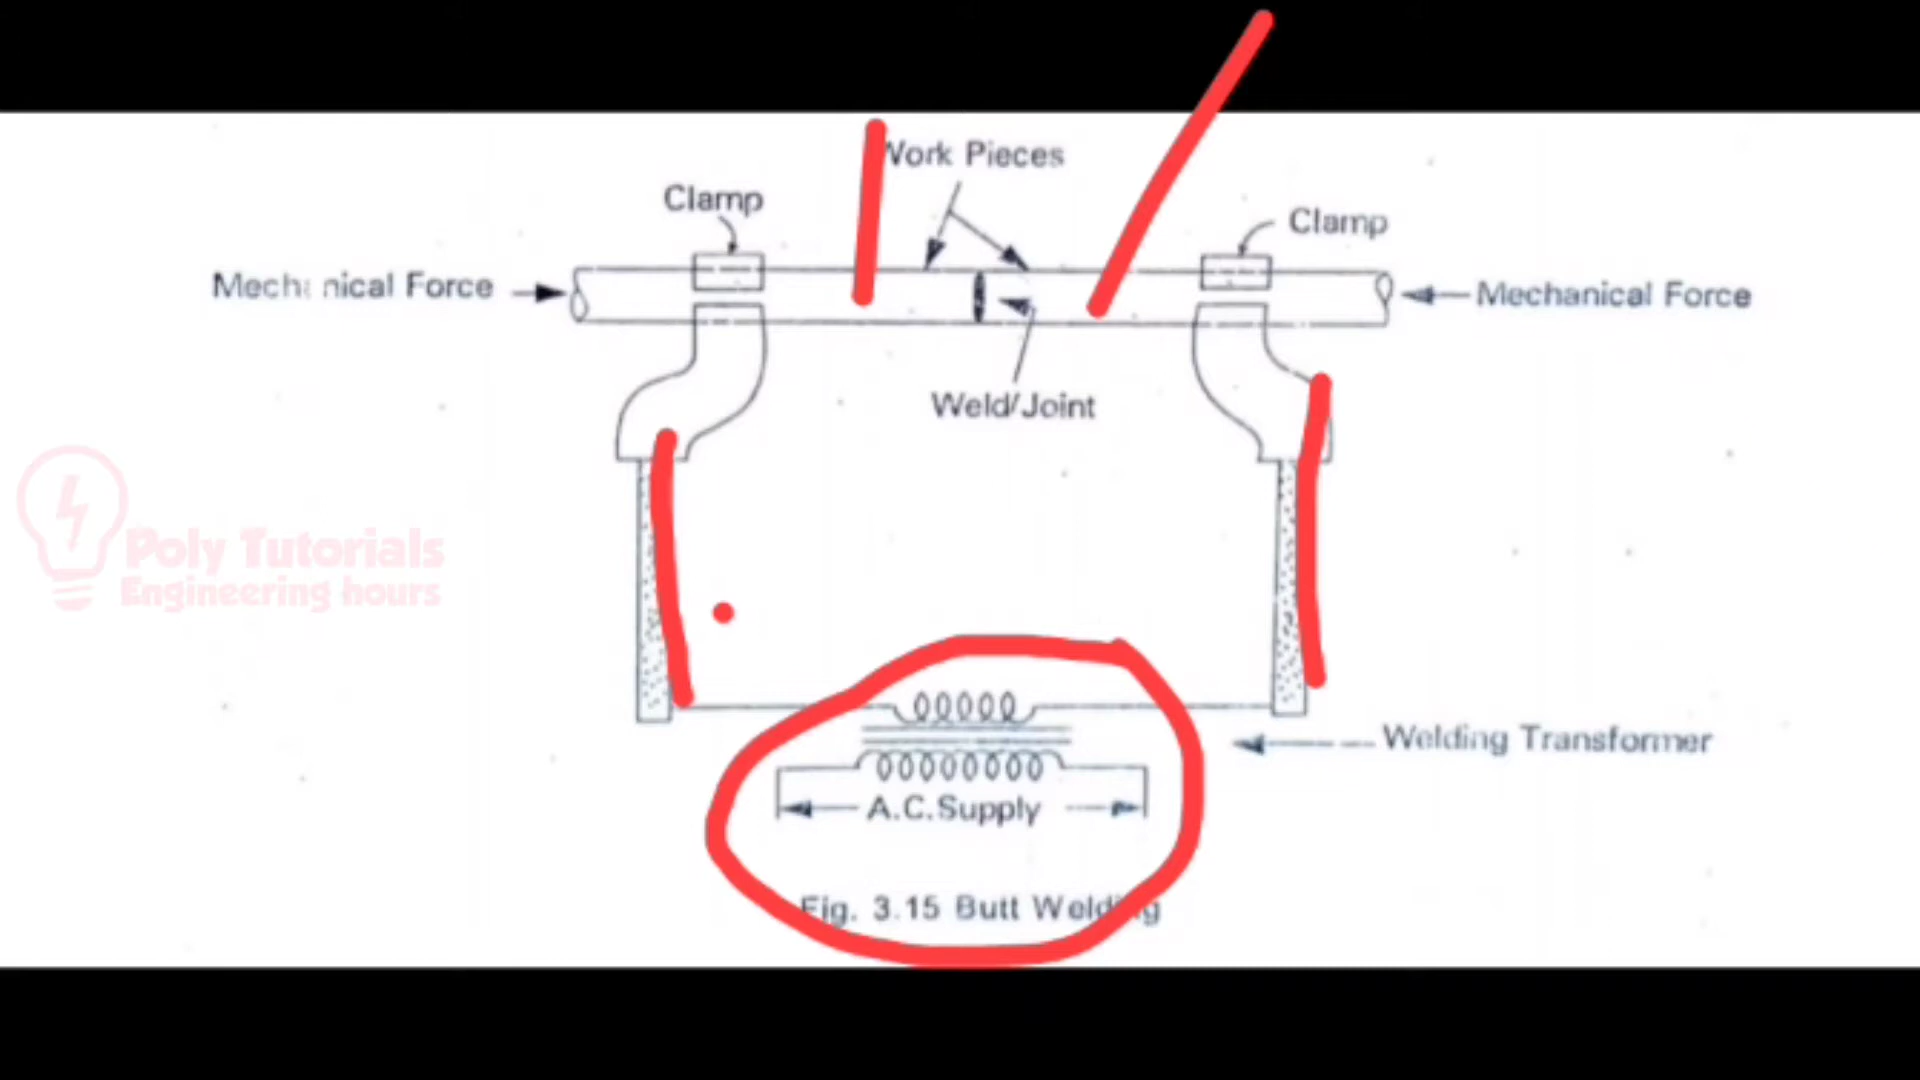 Work Pieces
Clamp
Clamp
Mechanical Force
Mechanical Force
Weld/Joint
Poly Tutorials
Engineering hours
Welding Transformer
A.C.Supply
Fig. 3.15 Butt Welding